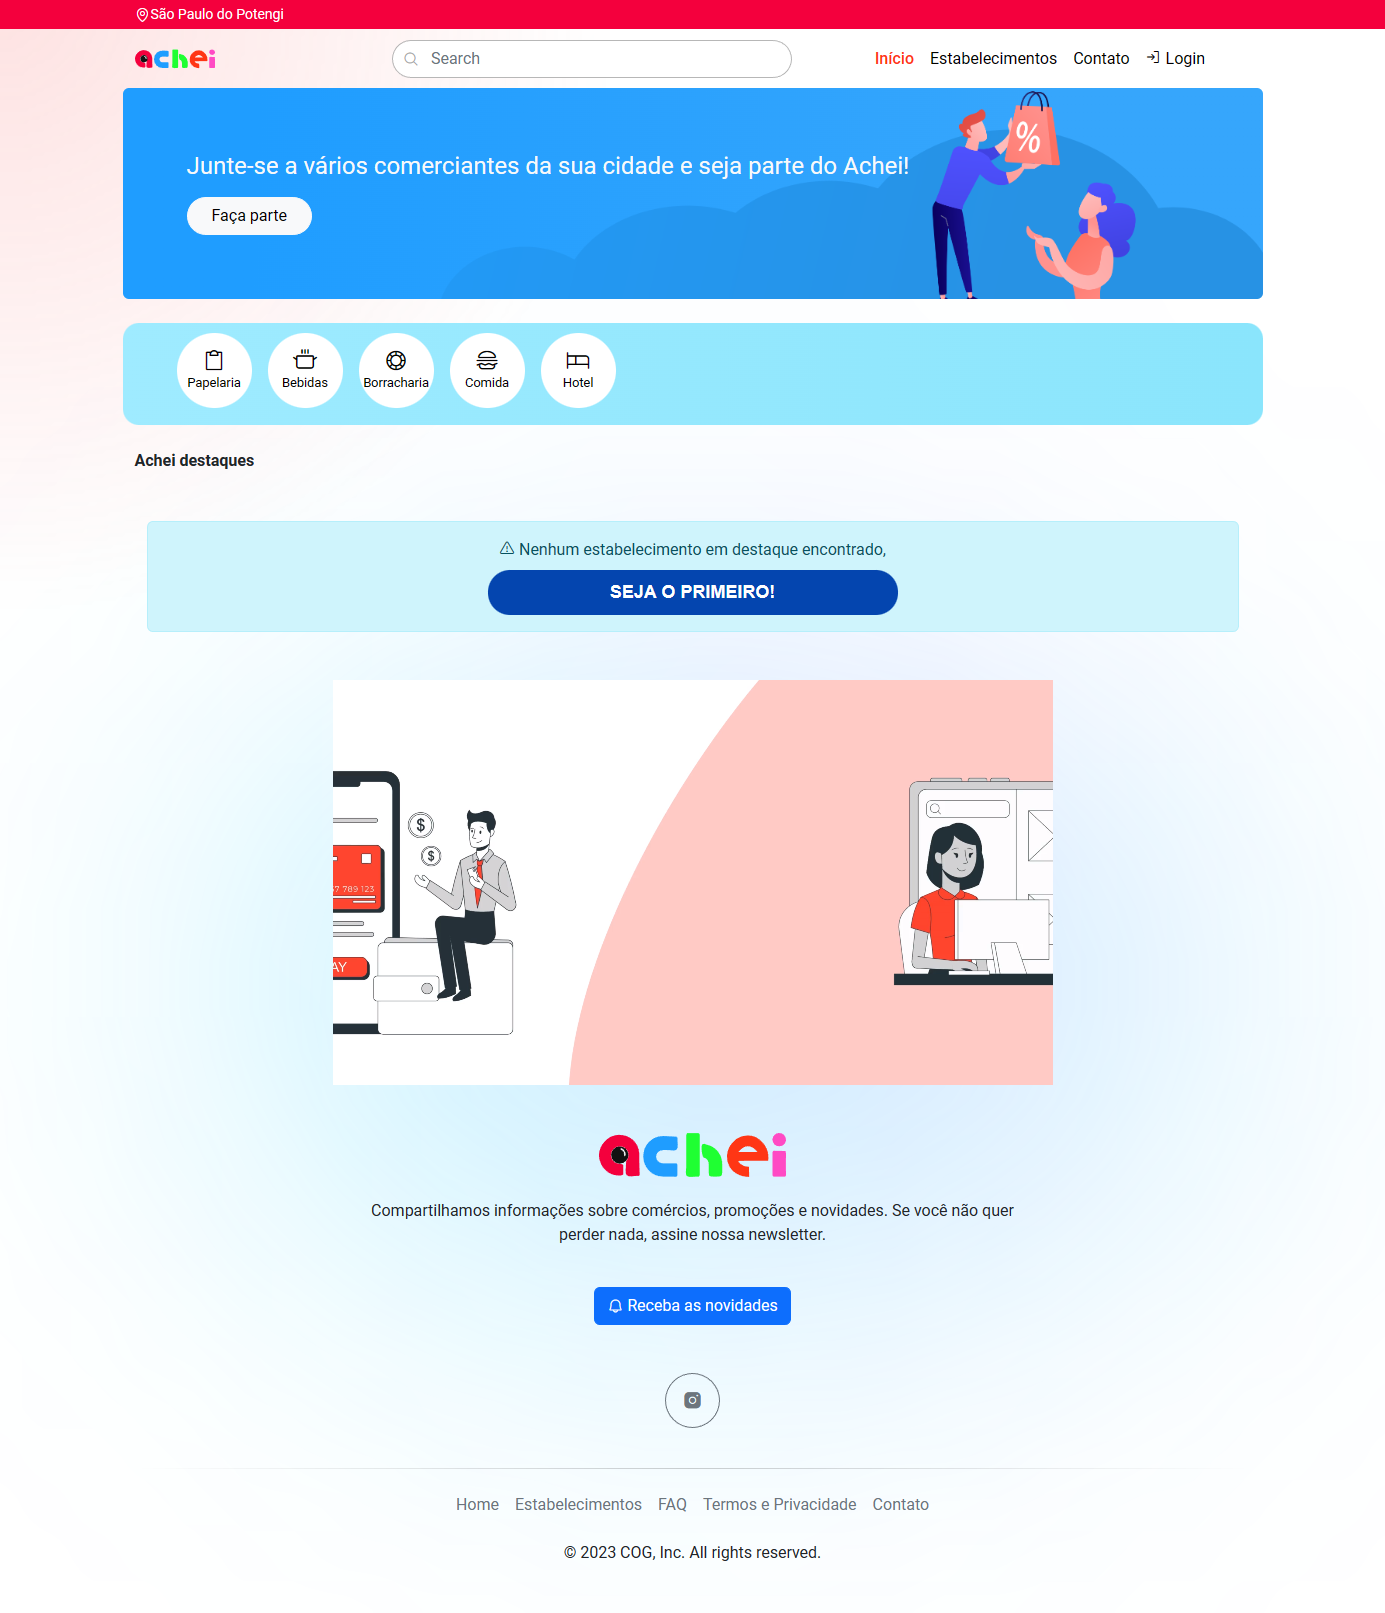 São Paulo do Potengi
achei
Search
Início Estabelecimentos Contato Login
Junte-se a vários comerciantes da sua cidade e seja parte do Achei!
Faça parte
%
Papelaria Bebidas Borracharia Comida Hotel
Achei destaques
Nenhum estabelecimento em destaque encontrado,
SEJA O PRIMEIRO!
$
$
57 789 123
AY
achei
Compartilhamos informações sobre comércios, promoções e novidades. Se você não quer
perder nada, assine nossa newsletter.
Receba as novidades
Home Estabelecimentos FAQ Termos e Privacidade Contato
© 2023 COG, Inc. All rights reserved.